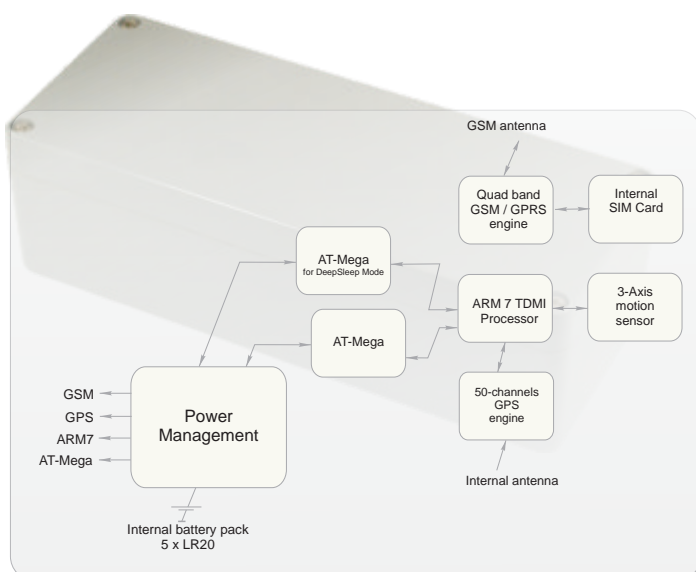 GSM antenna
Quad band
GSM / GPRS
engine
Internal
SIM Card
AT-Mega
for DeepSleep Mode
ARM 7 TDMI
Processor
3-Axis
motion
sensor
AT-Mega
GSM
GPS
ARM7
AT-Mega
Power
Management
50-channels
GPS
engine
Internal antenna
Internal battery pack
5 x LR20